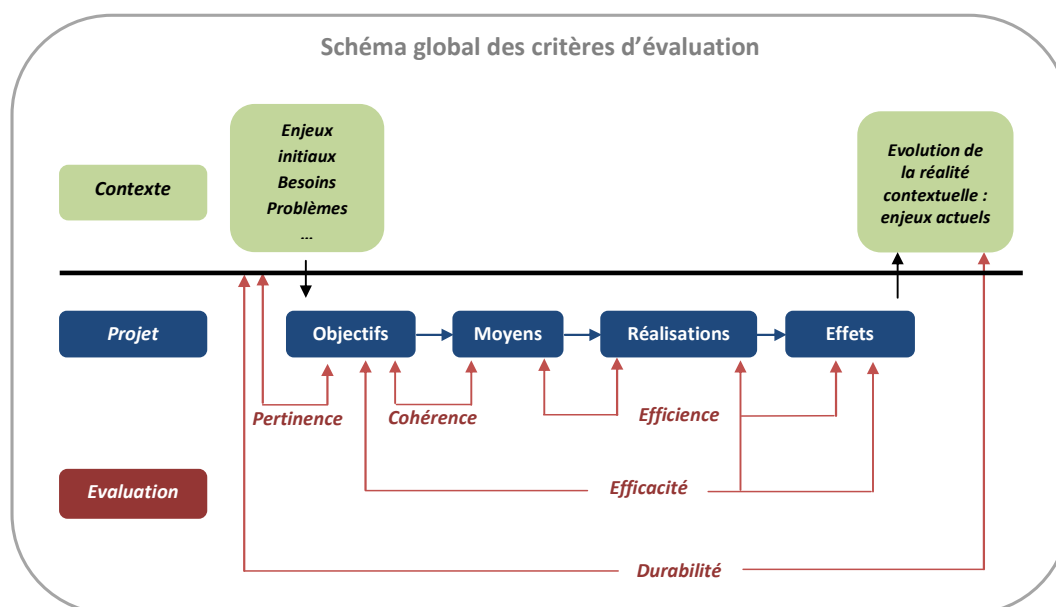 Schéma global des critères d’évaluation
Enjeux
initiaux
Besoins
Problèmes
...
Evolution de
la réalité
contextuelle :
enjeux actuels
Contexte
Projet
Objectifs
Moyens
Réalisations
Effets
Pertinence
Cohérence
Efficience
Evaluation
Efficacité
Durabilité